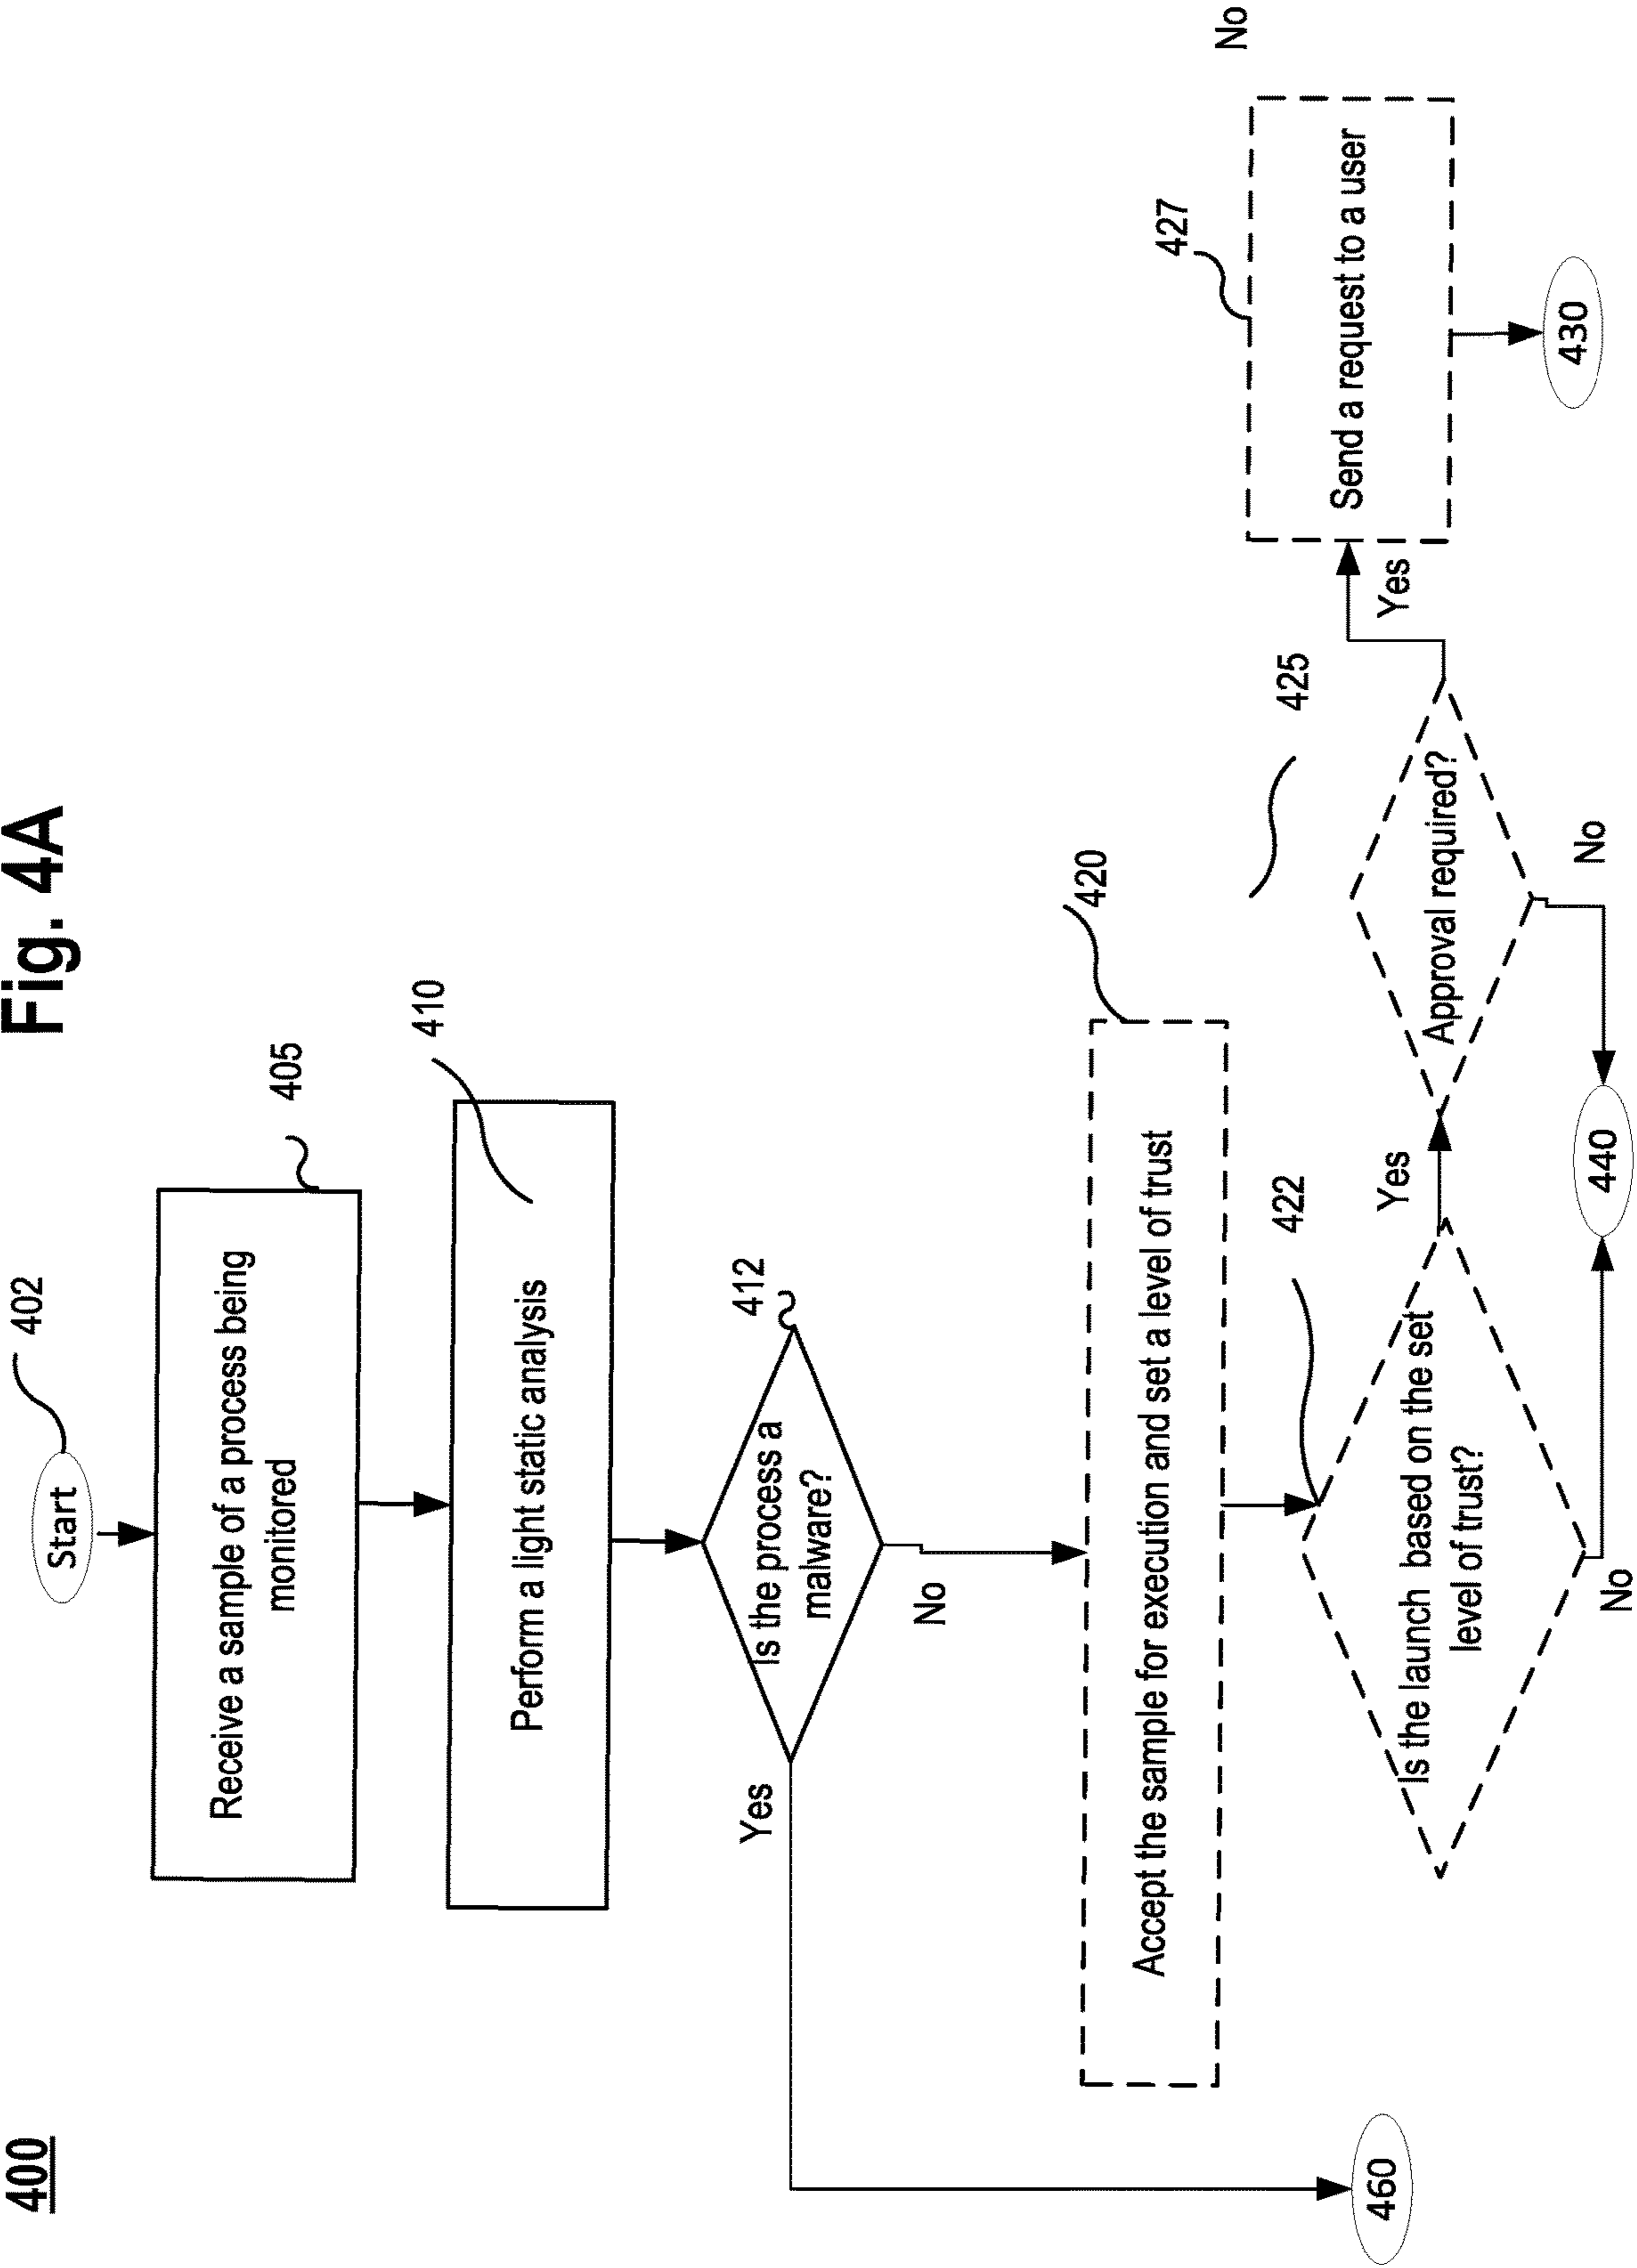 Fig. 4A
400
402
Start
405
Receive a sample of a process being
monitored
410
Perform a light static analysis
412
Is the process a
malware?
Yes
No
420
Accept the sample for execution and set a level of trust
422
Is the launch based on the set
level of trust?
Yes
No
425
Approval required?
Yes
No
427
Send a request to a user
No
430
440
460